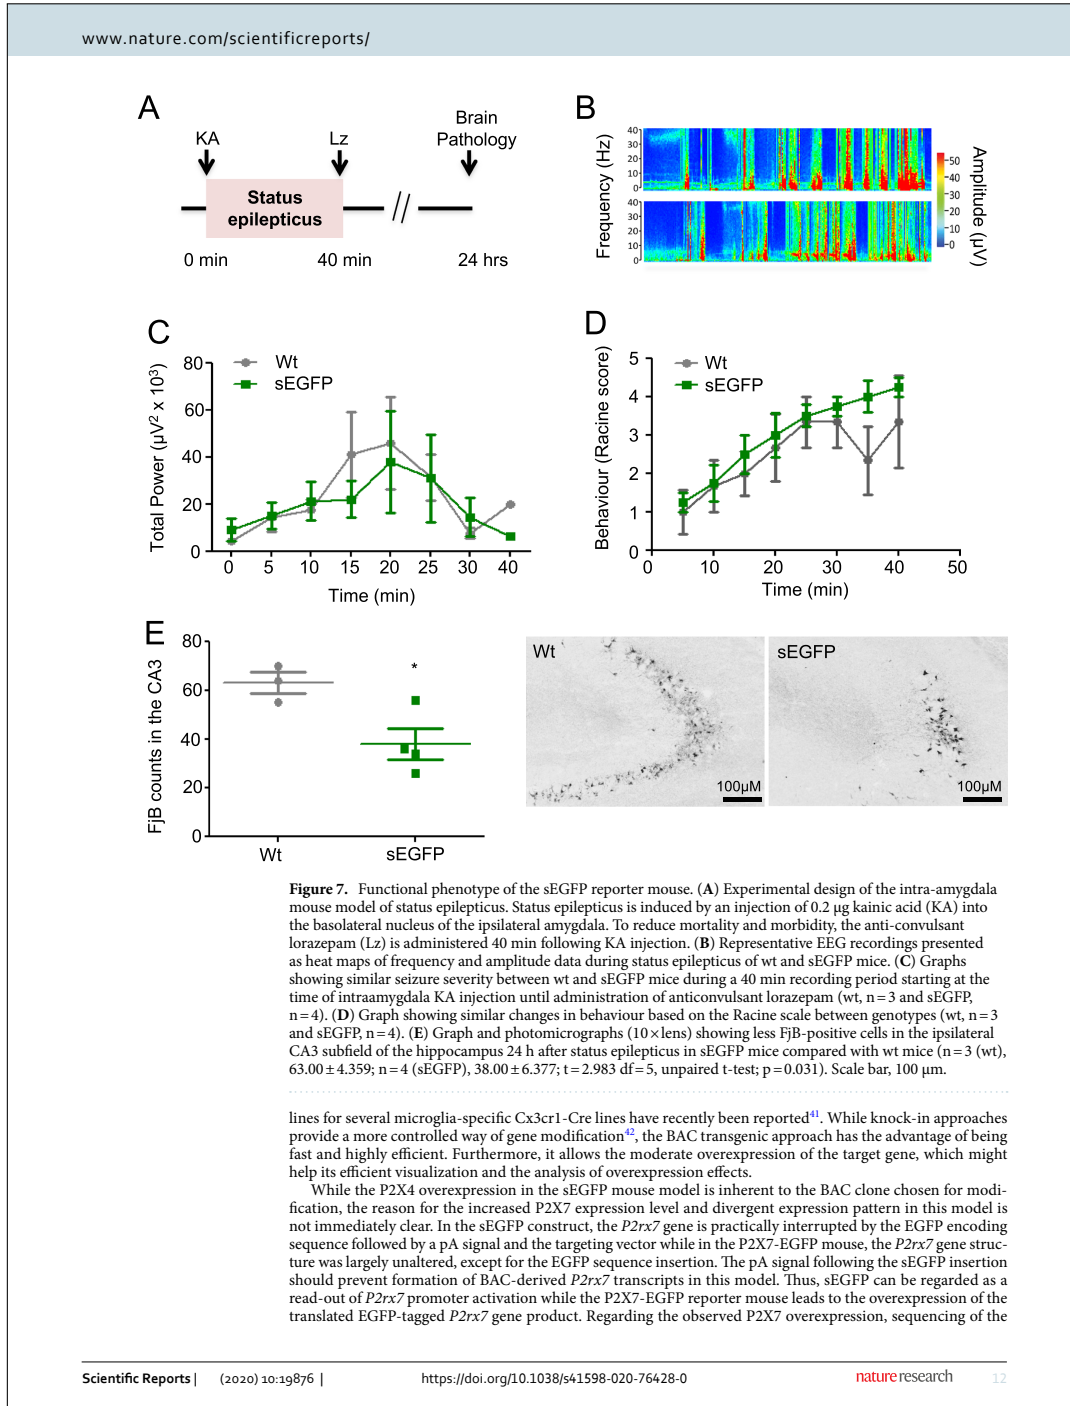 www.nature.com/scientificreports/
A
KA
Lz
Brain
Pathology
Status
epilepticus
0 min
40 min
24 hrs
B
Frequency (Hz)
40
30
20
10
0
40
30
20
10
0
50
40
30
20
10
0
Amplitude (µV)
C
Wt
sEGFP
Total Power (µV² x 10³)
80
60
40
20
0
0 5 10 15 20 25 30 40
Time (min)
D
Wt
sEGFP
Behaviour (Racine score)
5
4
3
2
1
0
0 10 20 30 40 50
Time (min)
E
FjB counts in the CA3
80
60
40
20
0
*
Wt
sEGFP
Wt
100µM
sEGFP
100µM
Figure 7. Functional phenotype of the sEGFP reporter mouse. (A) Experimental design of the intra-amygdala
mouse model of status epilepticus. Status epilepticus is induced by an injection of 0.2 µg kainic acid (KA) into
the basolateral nucleus of the ipsilateral amygdala. To reduce mortality and morbidity, the anti-convulsant
lorazepam (Lz) is administered 40 min following KA injection. (B) Representative EEG recordings presented
as heat maps of frequency and amplitude data during status epilepticus of wt and sEGFP mice. (C) Graphs
showing similar seizure severity between wt and sEGFP mice during a 40 min recording period starting at the
time of intraamygdala KA injection until administration of anticonvulsant lorazepam (wt, n = 3 and sEGFP,
n = 4). (D) Graph showing similar changes in behaviour based on the Racine scale between genotypes (wt, n = 3
and sEGFP, n = 4). (E) Graph and photomicrographs (10 × lens) showing less FjB-positive cells in the ipsilateral
CA3 subfield of the hippocampus 24 h after status epilepticus in sEGFP mice compared with wt mice (n = 3 (wt),
63.00 ± 4.359; n = 4 (sEGFP), 38.00 ± 6.377; t = 2.983 df = 5, unpaired t-test; p = 0.031). Scale bar, 100 µm.
lines for several microglia-specific Cx3cr1-Cre lines have recently been reported⁴¹. While knock-in approaches
provide a more controlled way of gene modification⁴², the BAC transgenic approach has the advantage of being
fast and highly efficient. Furthermore, it allows the moderate overexpression of the target gene, which might
help its efficient visualization and the analysis of overexpression effects.
While the P2X4 overexpression in the sEGFP mouse model is inherent to the BAC clone chosen for modi-
fication, the reason for the increased P2X7 expression level and divergent expression pattern in this model is
not immediately clear. In the sEGFP construct, the P2rx7 gene is practically interrupted by the EGFP encoding
sequence followed by a pA signal and the targeting vector while in the P2X7-EGFP mouse, the P2rx7 gene struc-
ture was largely unaltered, except for the EGFP sequence insertion. The pA signal following the sEGFP insertion
should prevent formation of BAC-derived P2rx7 transcripts in this model. Thus, sEGFP can be regarded as a
read-out of P2rx7 promoter activation while the P2X7-EGFP reporter mouse leads to the overexpression of the
translated EGFP-tagged P2rx7 gene product. Regarding the observed P2X7 overexpression, sequencing of the
Scientific Reports | (2020) 10:19876 | https://doi.org/10.1038/s41598-020-76428-0 natureresearch 12